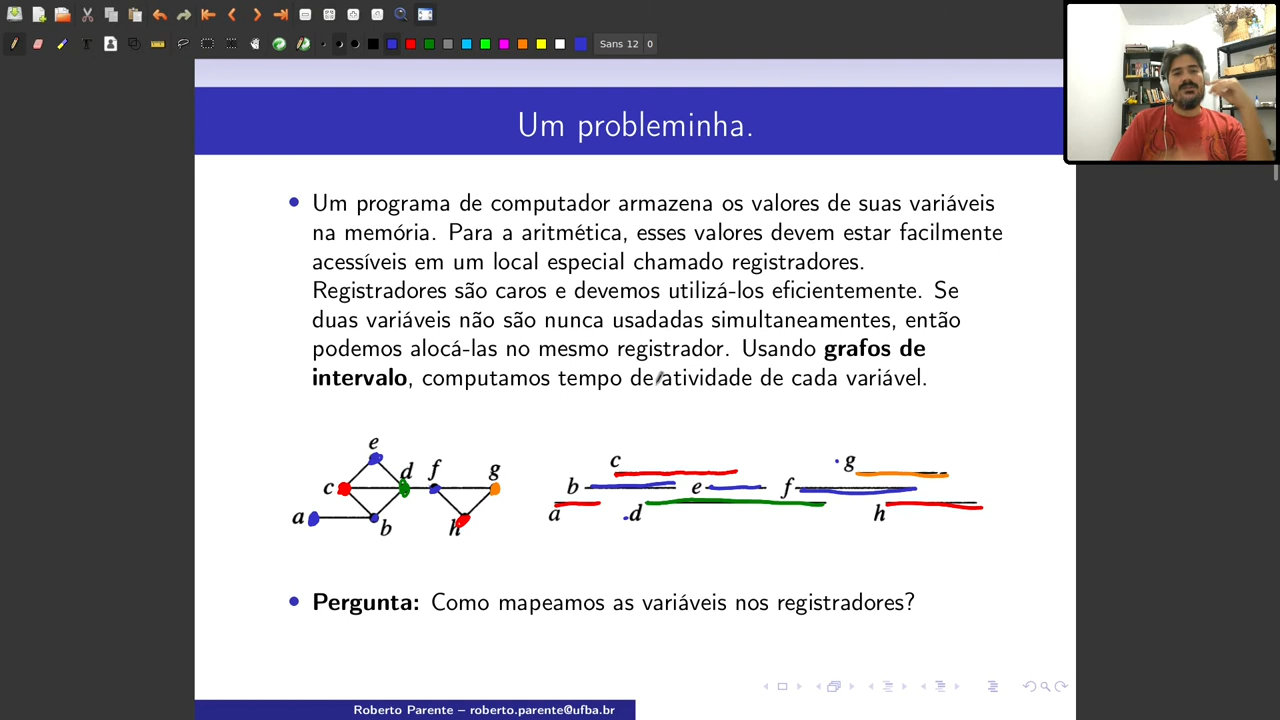 Sans 12 0
Um probleminha.
Um programa de computador armazena os valores de suas variáveis
na memória. Para a aritmética, esses valores devem estar facilmente
acessíveis em um local especial chamado registradores.
Registradores são caros e devemos utilizá-los eficientemente. Se
duas variáveis não são nunca usadadas simultaneamentes, então
podemos alocá-las no mesmo registrador. Usando grafos de
intervalo, computamos tempo de atividade de cada variável.
e
d f g
c
a
b h
c g
b e f
a d h
Pergunta: Como mapeamos as variáveis nos registradores?
Roberto Parente – roberto.parente@ufba.br